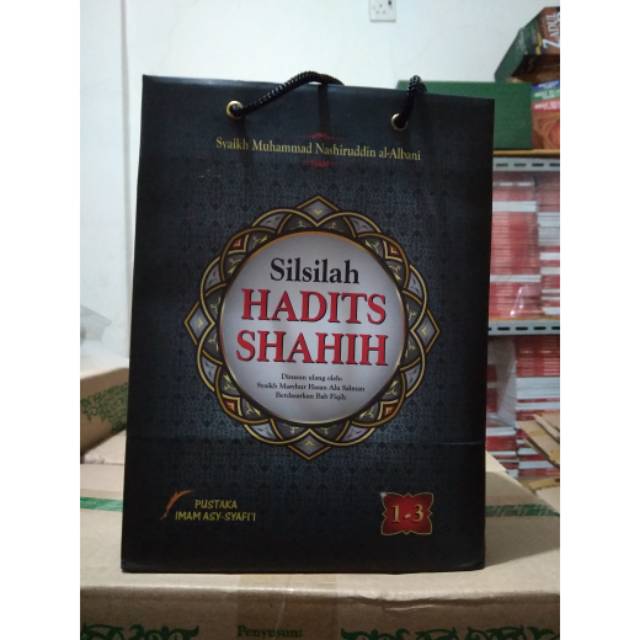 Syaikh Muhammad Nashiruddin al-Albani
Silsilah
HADITS
SHAHIH
Disusun ulang oleh:
Syaikh Masyhur Hasan Alu Salman
Berdasarkan Bab Fiqih
PUSTAKA
IMAM ASY-SYAFI'I
1-3
Penyusun: